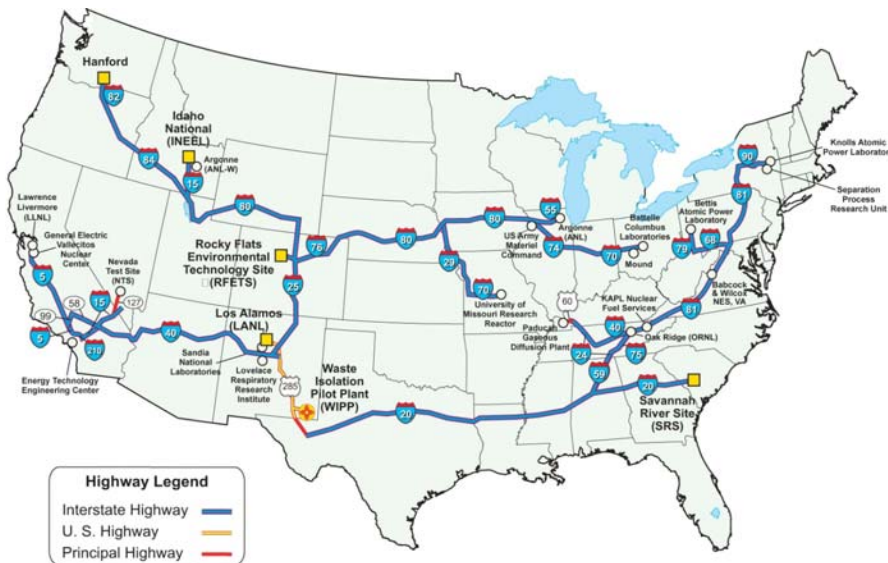 Hanford
82
Idaho
National
(INEEL)
Argonne
(ANL-W)
84
15
80
Lawrence
Livermore
(LLNL)
General Electric
Vallecitos
Nuclear
Center
Nevada
Test Site
(NTS)
5
15
127
58
99
5
210
40
Energy Technology
Engineering Center
Rocky Flats
Environmental
Technology Site
(RFETS)
76
25
Los Alamos
(LANL)
Sandia
National
Laboratories
Lovelace
Respiratory
Research
Institute
285
Waste
Isolation
Pilot Plant
(WIPP)
20
80
29
70
University of
Missouri Research
Reactor
80
55
US Army
Materiel
Command
Argonne
(ANL)
74
70
Battelle
Columbus
Laboratories
Mound
Bettis
Atomic Power
Laboratory
79
68
81
90
Knolls Atomic
Power Laboratory
Separation
Process
Research Unit
Babcock
& Wilcox
NES, VA
81
KAPL Nuclear
Fuel Services
60
Paducah
Gaseous
Diffusion Plant
40
24
75
Oak Ridge (ORNL)
59
20
Savannah
River Site
(SRS)
Highway Legend
Interstate Highway
U. S. Highway
Principal Highway